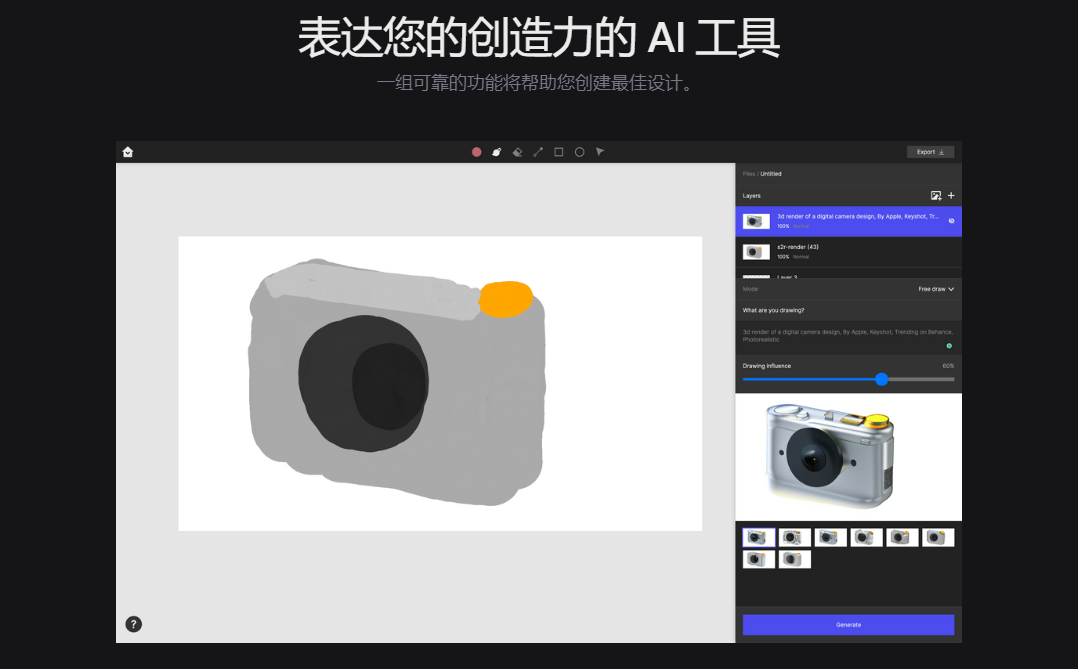 表达您的创造力的 AI 工具
一组可靠的功能将帮助您创建最佳设计。
Export
Files / Untitled
Layers
3d render of a digital camera design, By Apple, Keyshot, Tr...
100% Normal
s2r-render (43)
100% Normal
Layer 3
Mode
Free draw
What are you drawing?
3d render of a digital camera design, By Apple, Keyshot, Trending on Behance,
Photorealistic
Drawing influence
60%
Generate
?